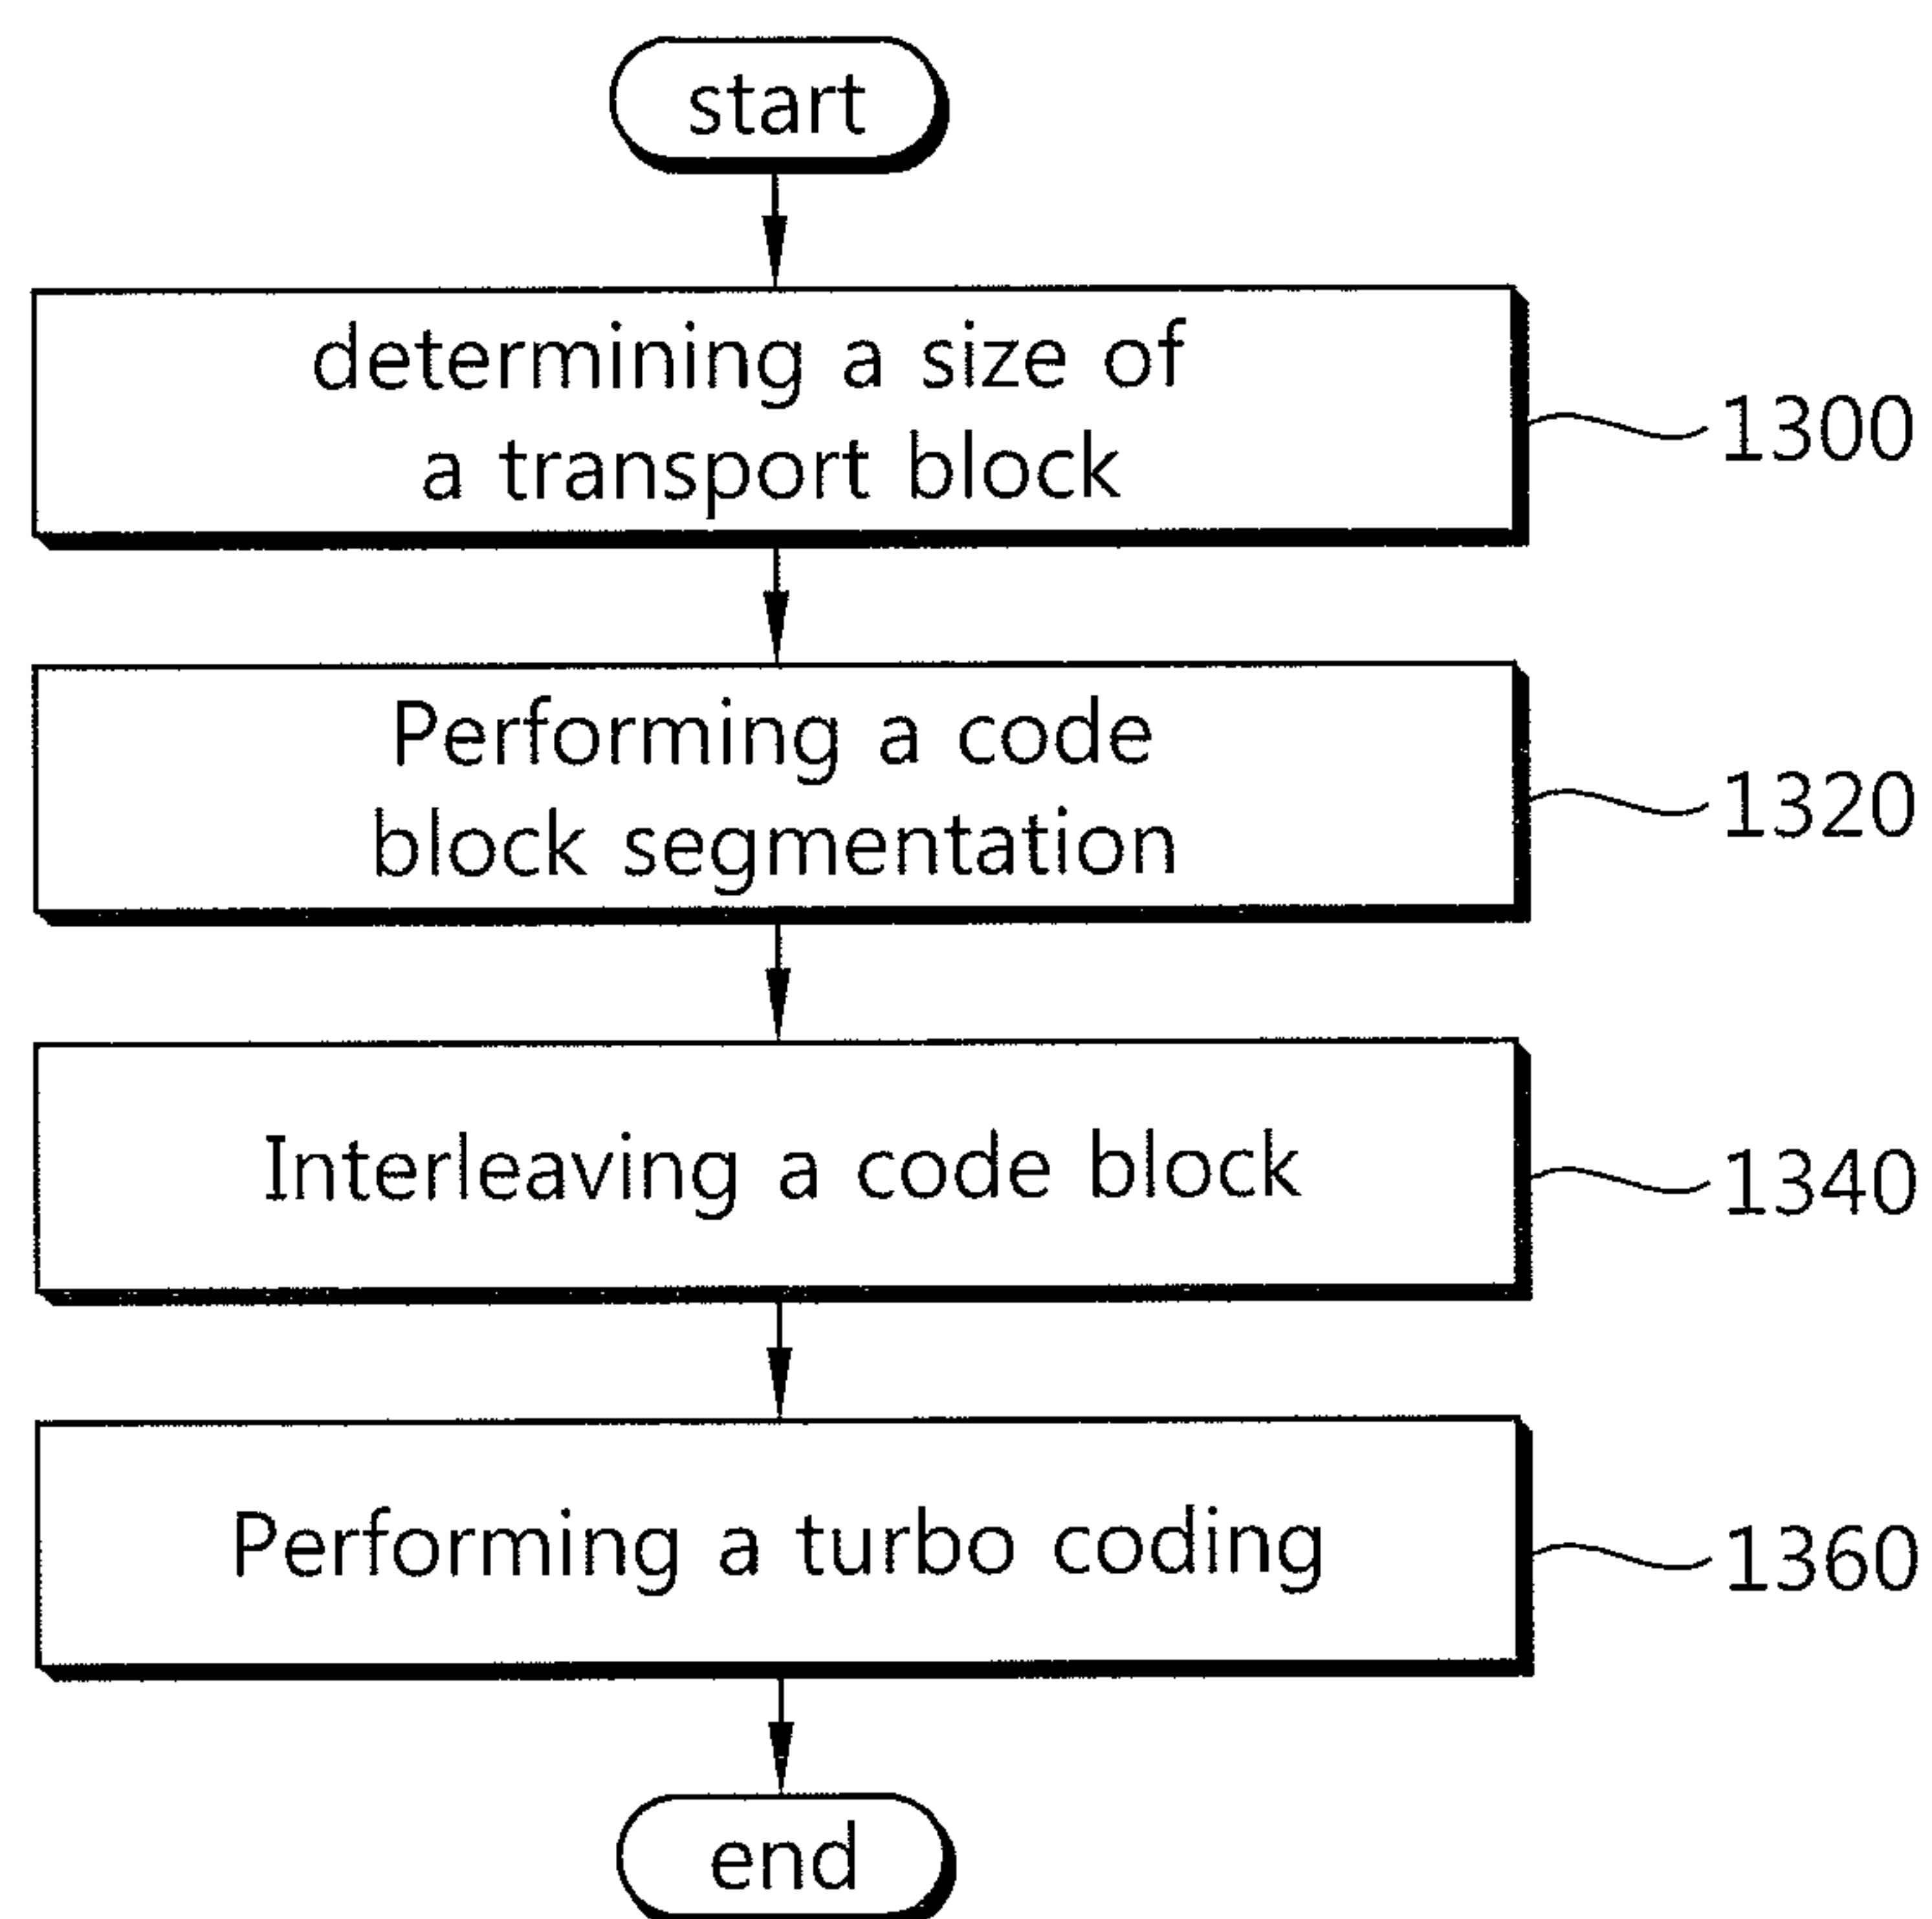 start
determining a size of
a transport block
1300
Performing a code
block segmentation
1320
Interleaving a code block
1340
Performing a turbo coding
1360
end